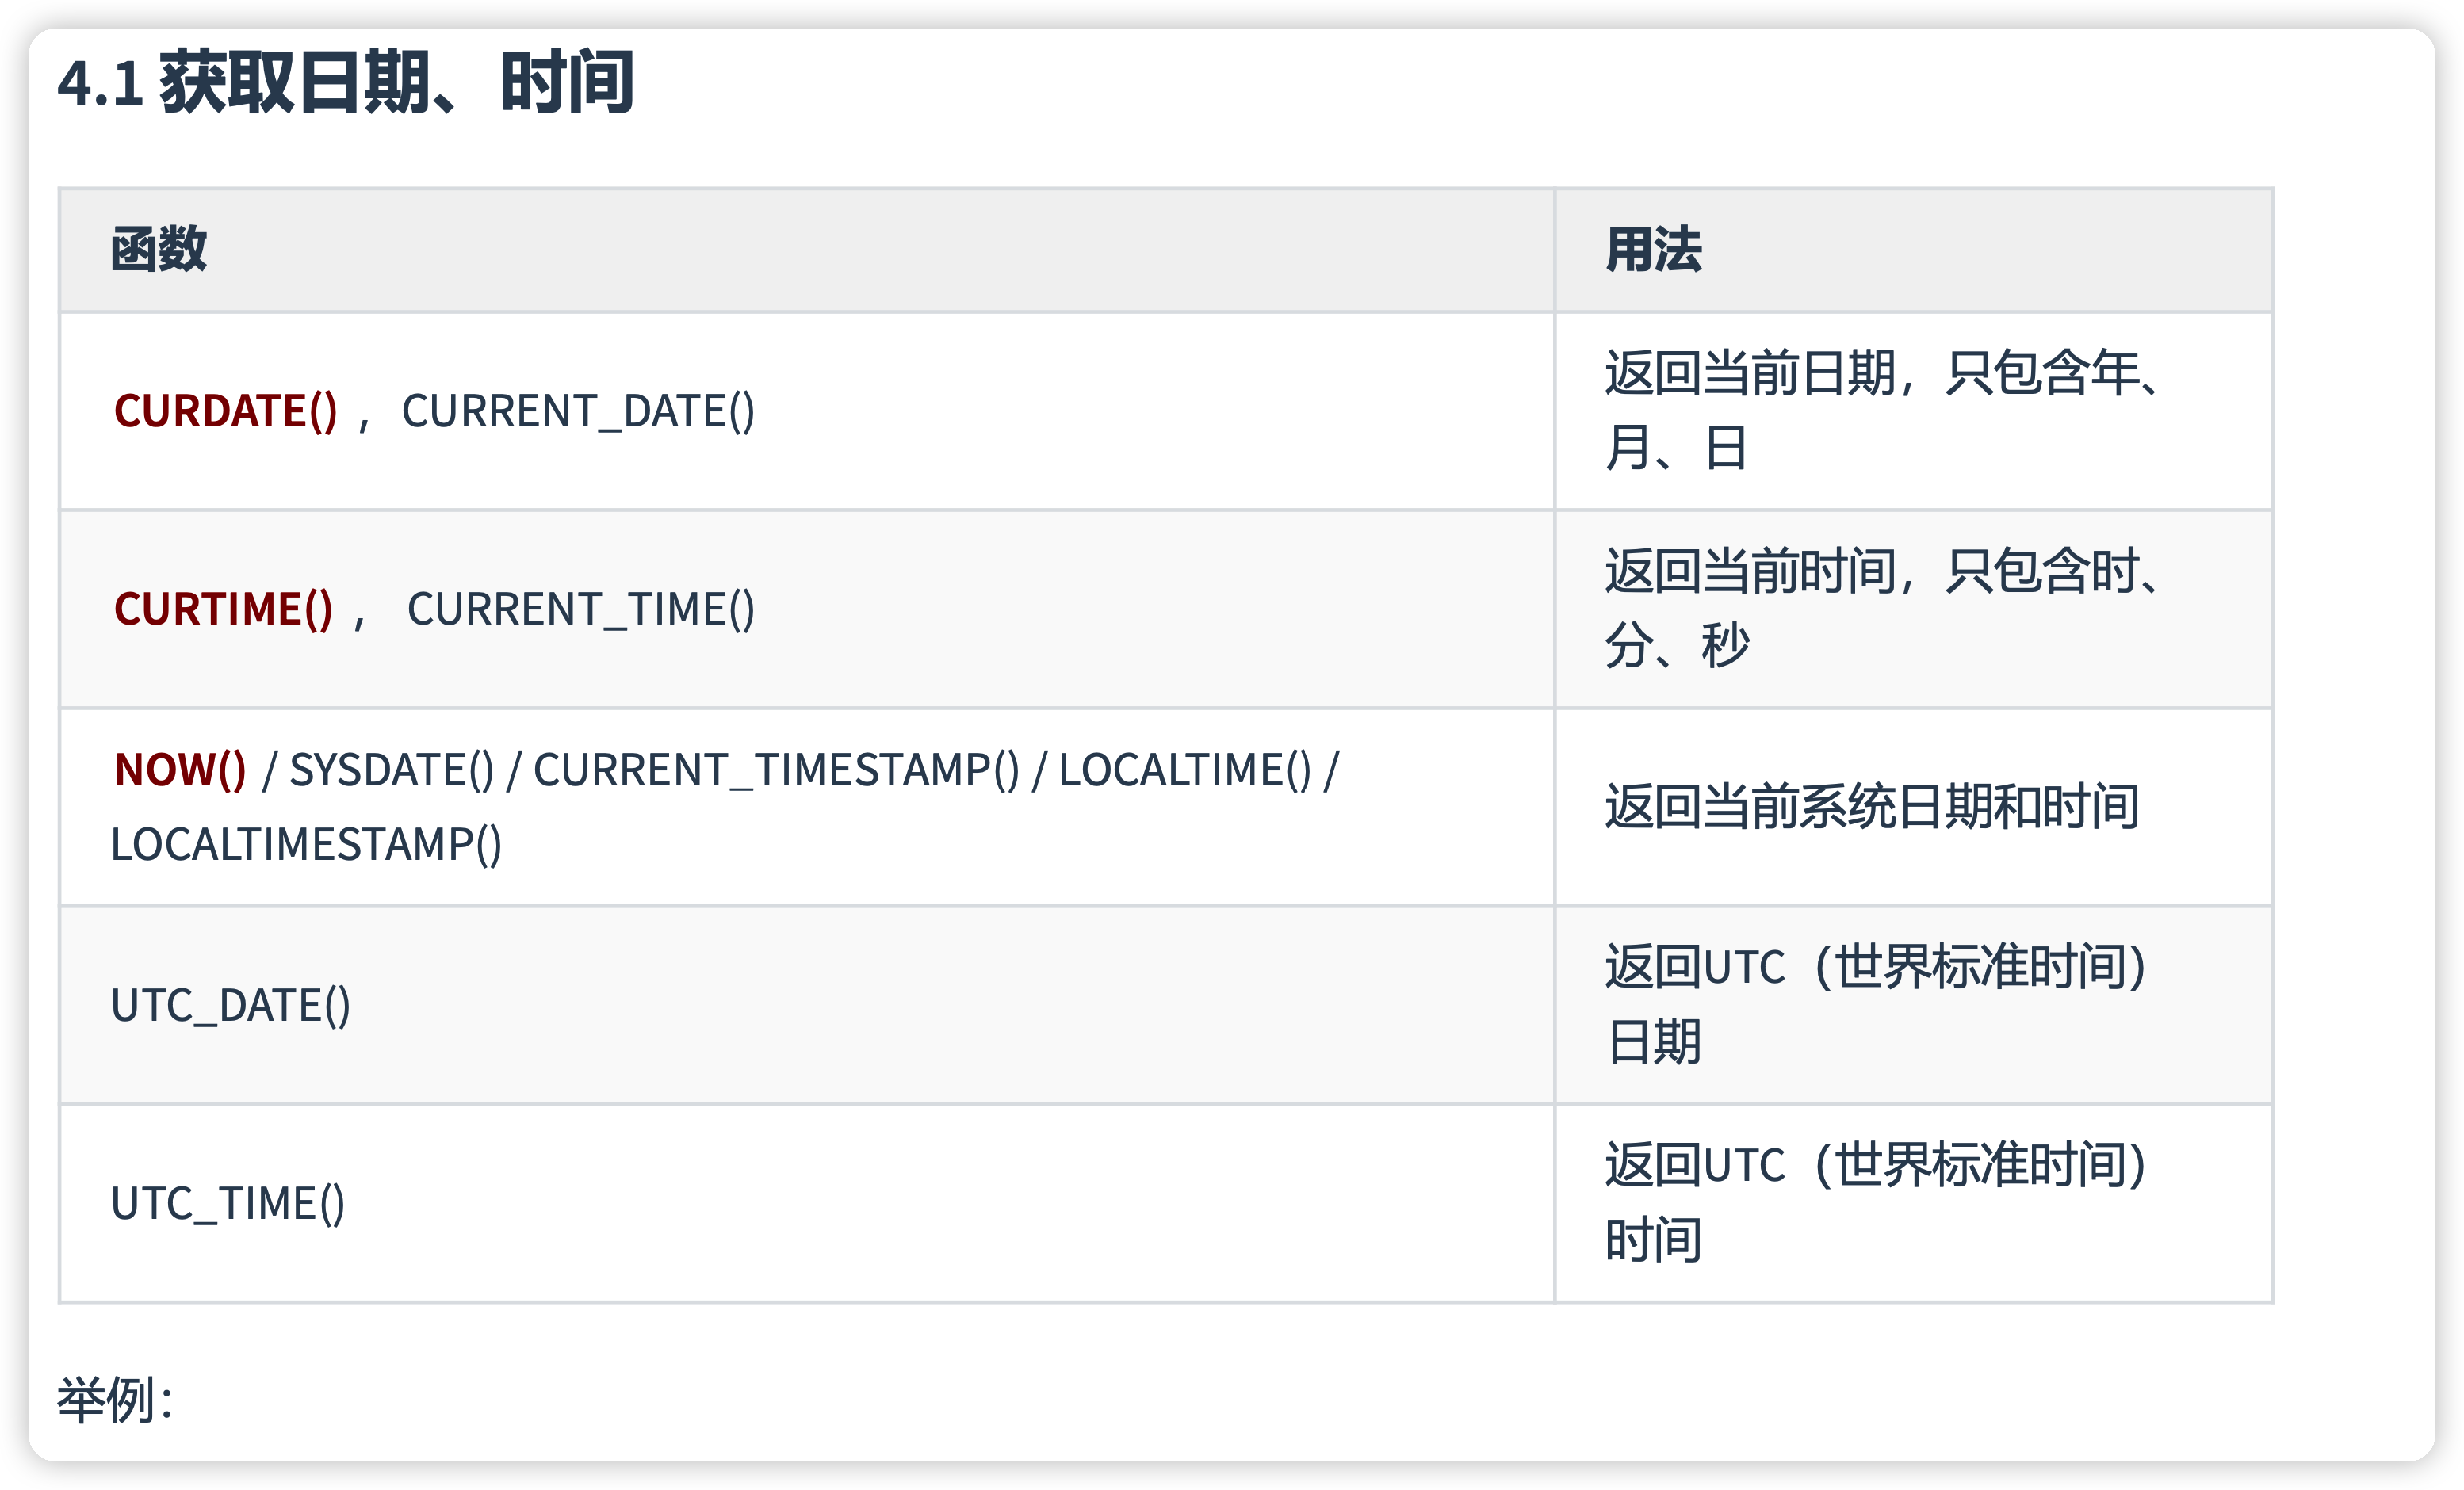 4.1 获取日期、时间
函数
用法
CURDATE() ，CURRENT_DATE()
返回当前日期，只包含年、
月、日
CURTIME() ， CURRENT_TIME()
返回当前时间，只包含时、
分、秒
NOW() / SYSDATE() / CURRENT_TIMESTAMP() / LOCALTIME() /
LOCALTIMESTAMP()
返回当前系统日期和时间
UTC_DATE()
返回UTC（世界标准时间）
日期
UTC_TIME()
返回UTC（世界标准时间）
时间
举例：